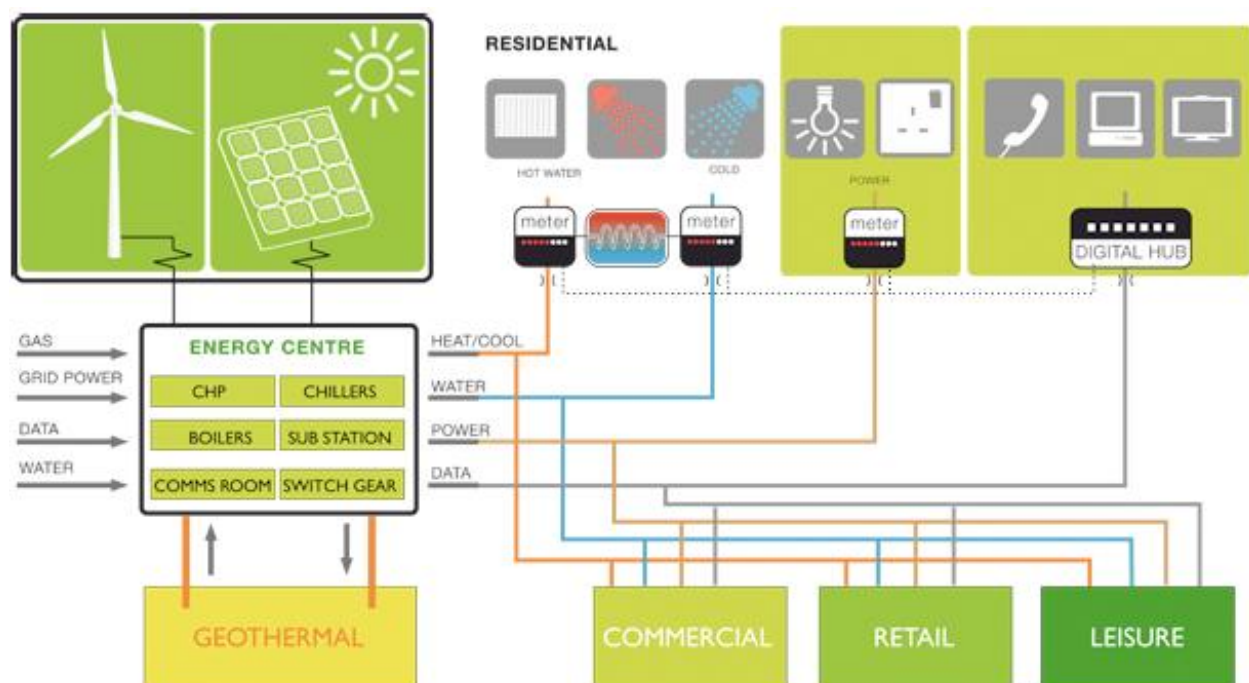 RESIDENTIAL
HOT WATER
COLD
POWER
meter
meter
meter
DIGITAL HUB
GAS
GRID POWER
DATA
WATER
ENERGY CENTRE
CHP
CHILLERS
BOILERS
SUB STATION
COMMS ROOM
SWITCH GEAR
HEAT/COOL
WATER
POWER
DATA
GEOTHERMAL
COMMERCIAL
RETAIL
LEISURE